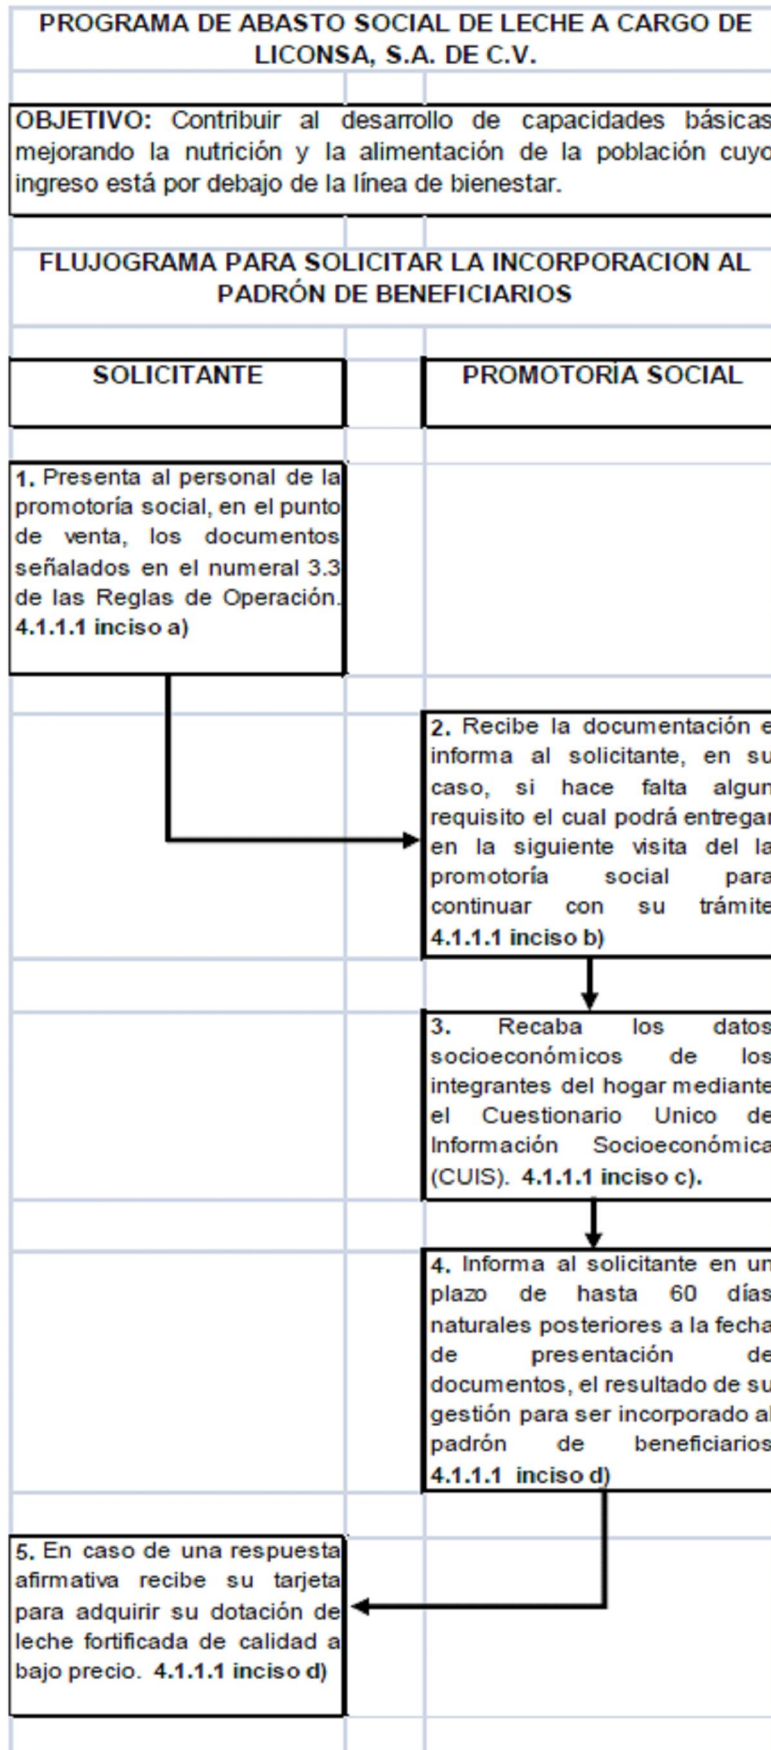 PROGRAMA DE ABASTO SOCIAL DE LECHE A CARGO DE
LICONSA, S.A. DE C.V.
OBJETIVO: Contribuir al desarrollo de capacidades básicas
mejorando la nutrición y la alimentación de la población cuyo
ingreso está por debajo de la línea de bienestar.
FLUJOGRAMA PARA SOLICITAR LA INCORPORACION AL
PADRÓN DE BENEFICIARIOS
SOLICITANTE
PROMOTORÍA SOCIAL
1. Presenta al personal de la
promotoría social, en el punto
de venta, los documentos
señalados en el numeral 3.3
de las Reglas de Operación.
4.1.1.1 inciso a)
2. Recibe la documentación e
informa al solicitante, en su
caso, si hace falta algun
requisito el cual podrá entregar
en la siguiente visita del la
promotoría social para
continuar con su trámite
4.1.1.1 inciso b)
3. Recaba los datos
socioeconómicos de los
integrantes del hogar mediante
el Cuestionario Unico de
Información Socioeconómica
(CUIS). 4.1.1.1 inciso c).
4. Informa al solicitante en un
plazo de hasta 60 días
naturales posteriores a la fecha
de presentación de
documentos, el resultado de su
gestión para ser incorporado al
padrón de beneficiarios
4.1.1.1 inciso d)
5. En caso de una respuesta
afirmativa recibe su tarjeta
para adquirir su dotación de
leche fortificada de calidad a
bajo precio. 4.1.1.1 inciso d)